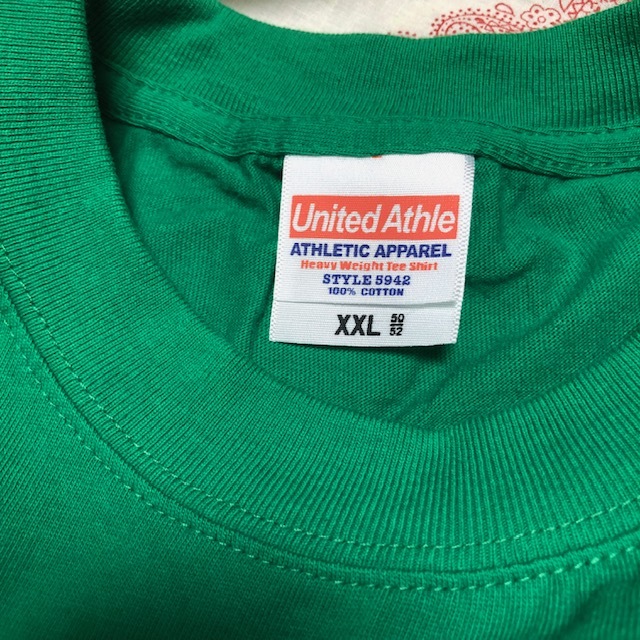 United Athle
ATHLETIC APPAREL
Heavy Weight Tee Shirt
STYLE 5942
100% COTTON
XXL 50
52